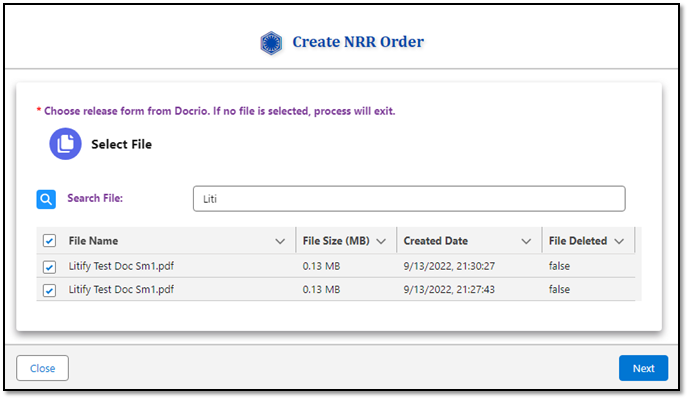 Create NRR Order
* Choose release form from Docrio. If no file is selected, process will exit.
Select File
Search File: Liti
File Name File Size (MB) Created Date File Deleted
Litify Test Doc Sm1.pdf 0.13 MB 9/13/2022, 21:30:27 false
Litify Test Doc Sm1.pdf 0.13 MB 9/13/2022, 21:27:43 false
Close Next